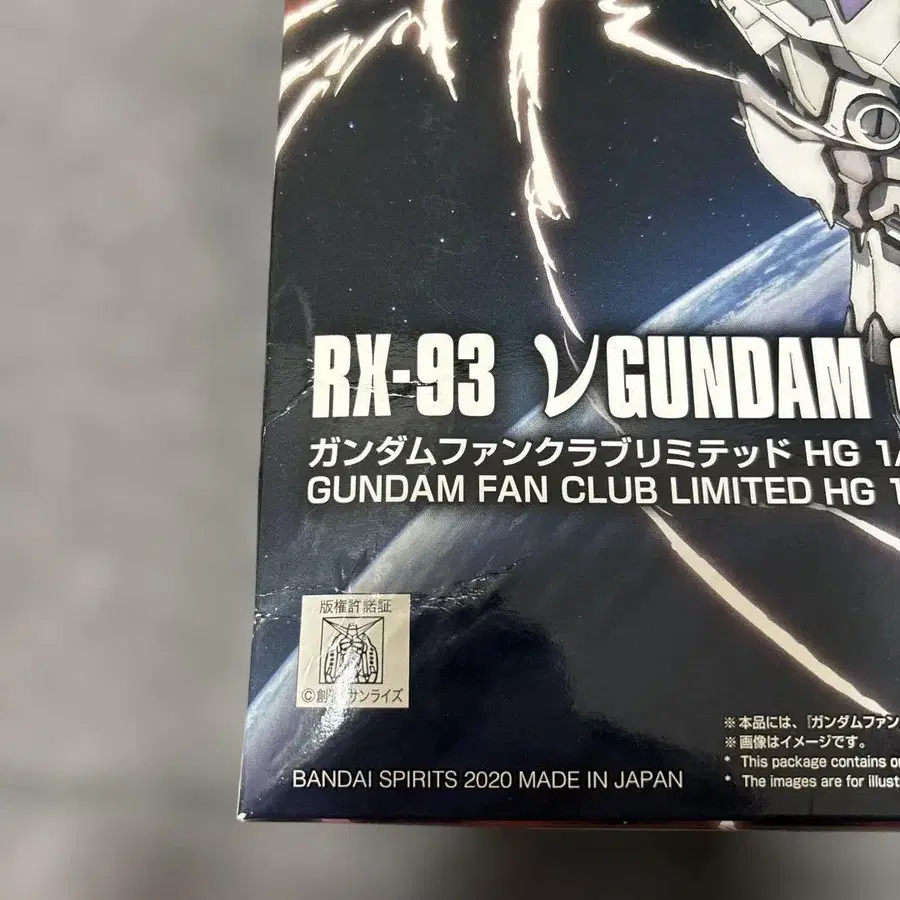 RX-93 νGUNDAM
ガンダムファンクラブリミテッド HG
GUNDAM FAN CLUB LIMITED HG
版権許諾証
©創通・サンライズ
※本品には、『ガンダムファン
※画像はイメージです。
* This package contains
* The images are for
BANDAI SPIRITS 2020 MADE IN JAPAN